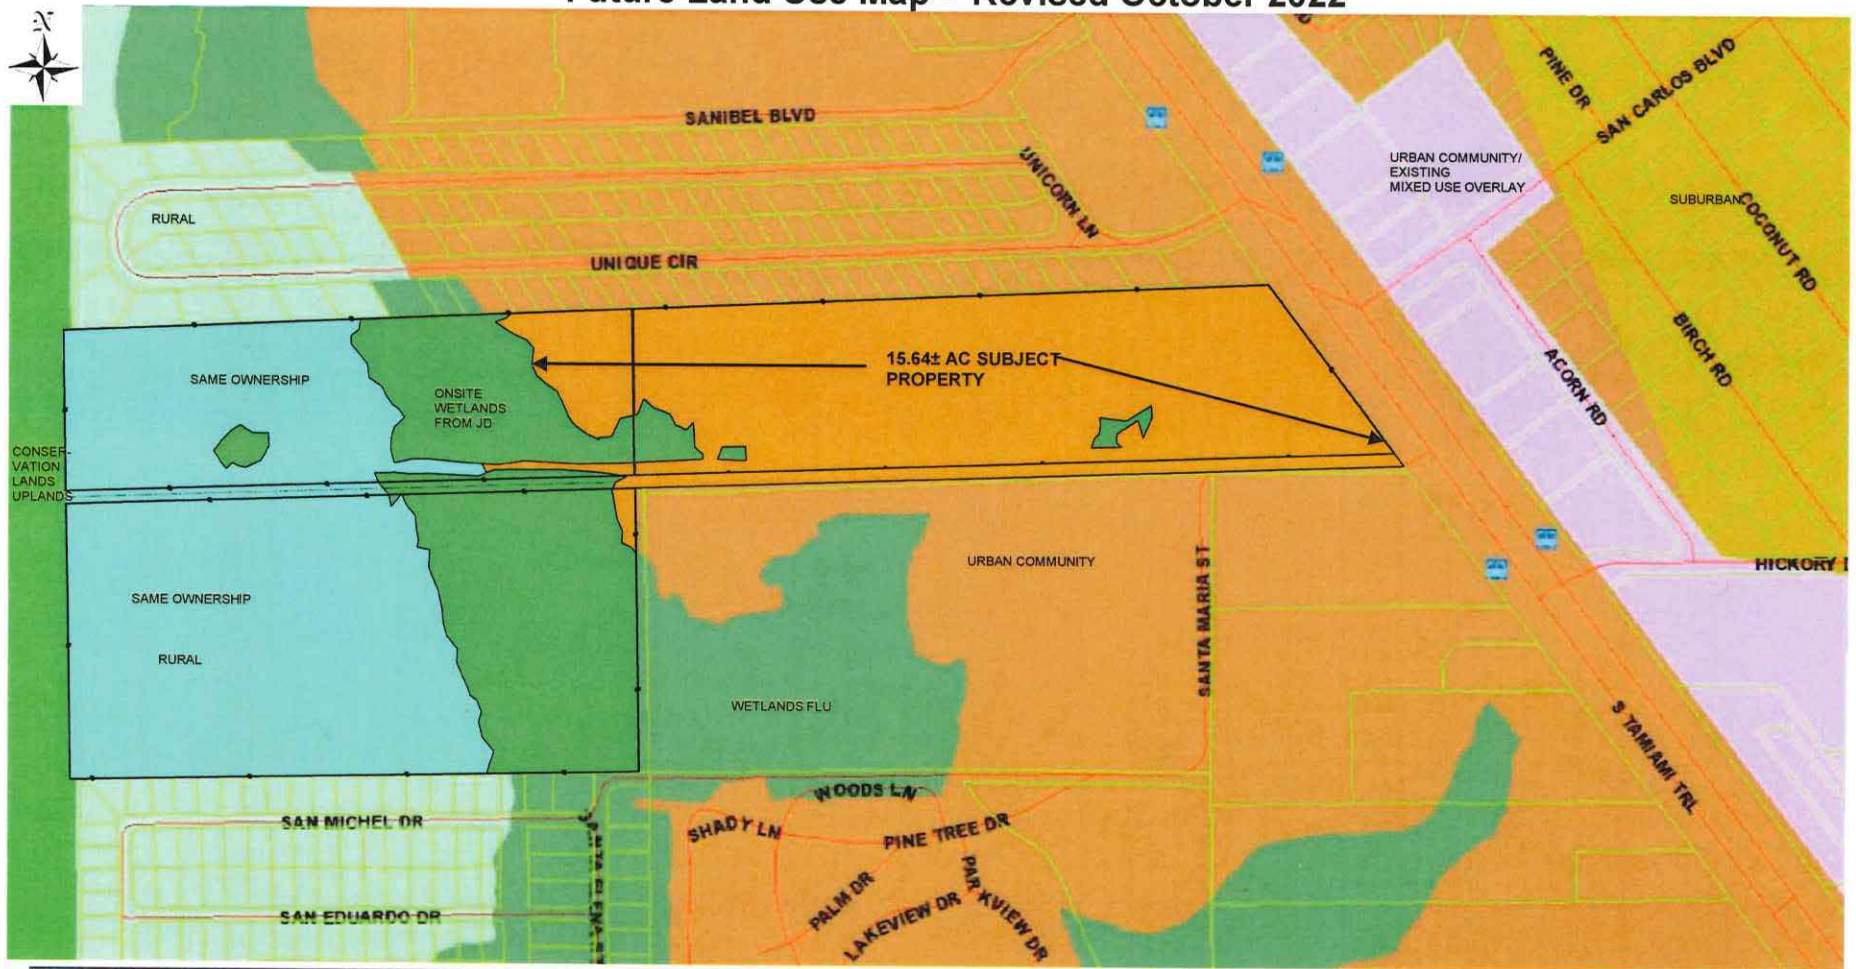 Future Land Use Map - Revised October 2022
N
SANIBEL BLVD
UNICORN LN
PINE DR
SAN CARLOS BLVD
URBAN COMMUNITY/
EXISTING
MIXED USE OVERLAY
SUBURBAN
COCONUT RD
RURAL
UNIQUE CIR
BIRCH RD
15.64± AC SUBJECT
PROPERTY
ACORN RD
SAME OWNERSHIP
ONSITE
WETLANDS
FROM JD
CONSER-
VATION
LANDS
UPLANDS
URBAN COMMUNITY
HICKORY
SANTA MARIA ST
SAME OWNERSHIP
RURAL
WETLANDS FLU
S TAMIAMI TRL
WOODS LN
SAN MICHEL DR
SHADY LN
PINE TREE DR
PALM DR
PARKVIEW DR
LAKEVIEW DR
SAN EDUARDO DR